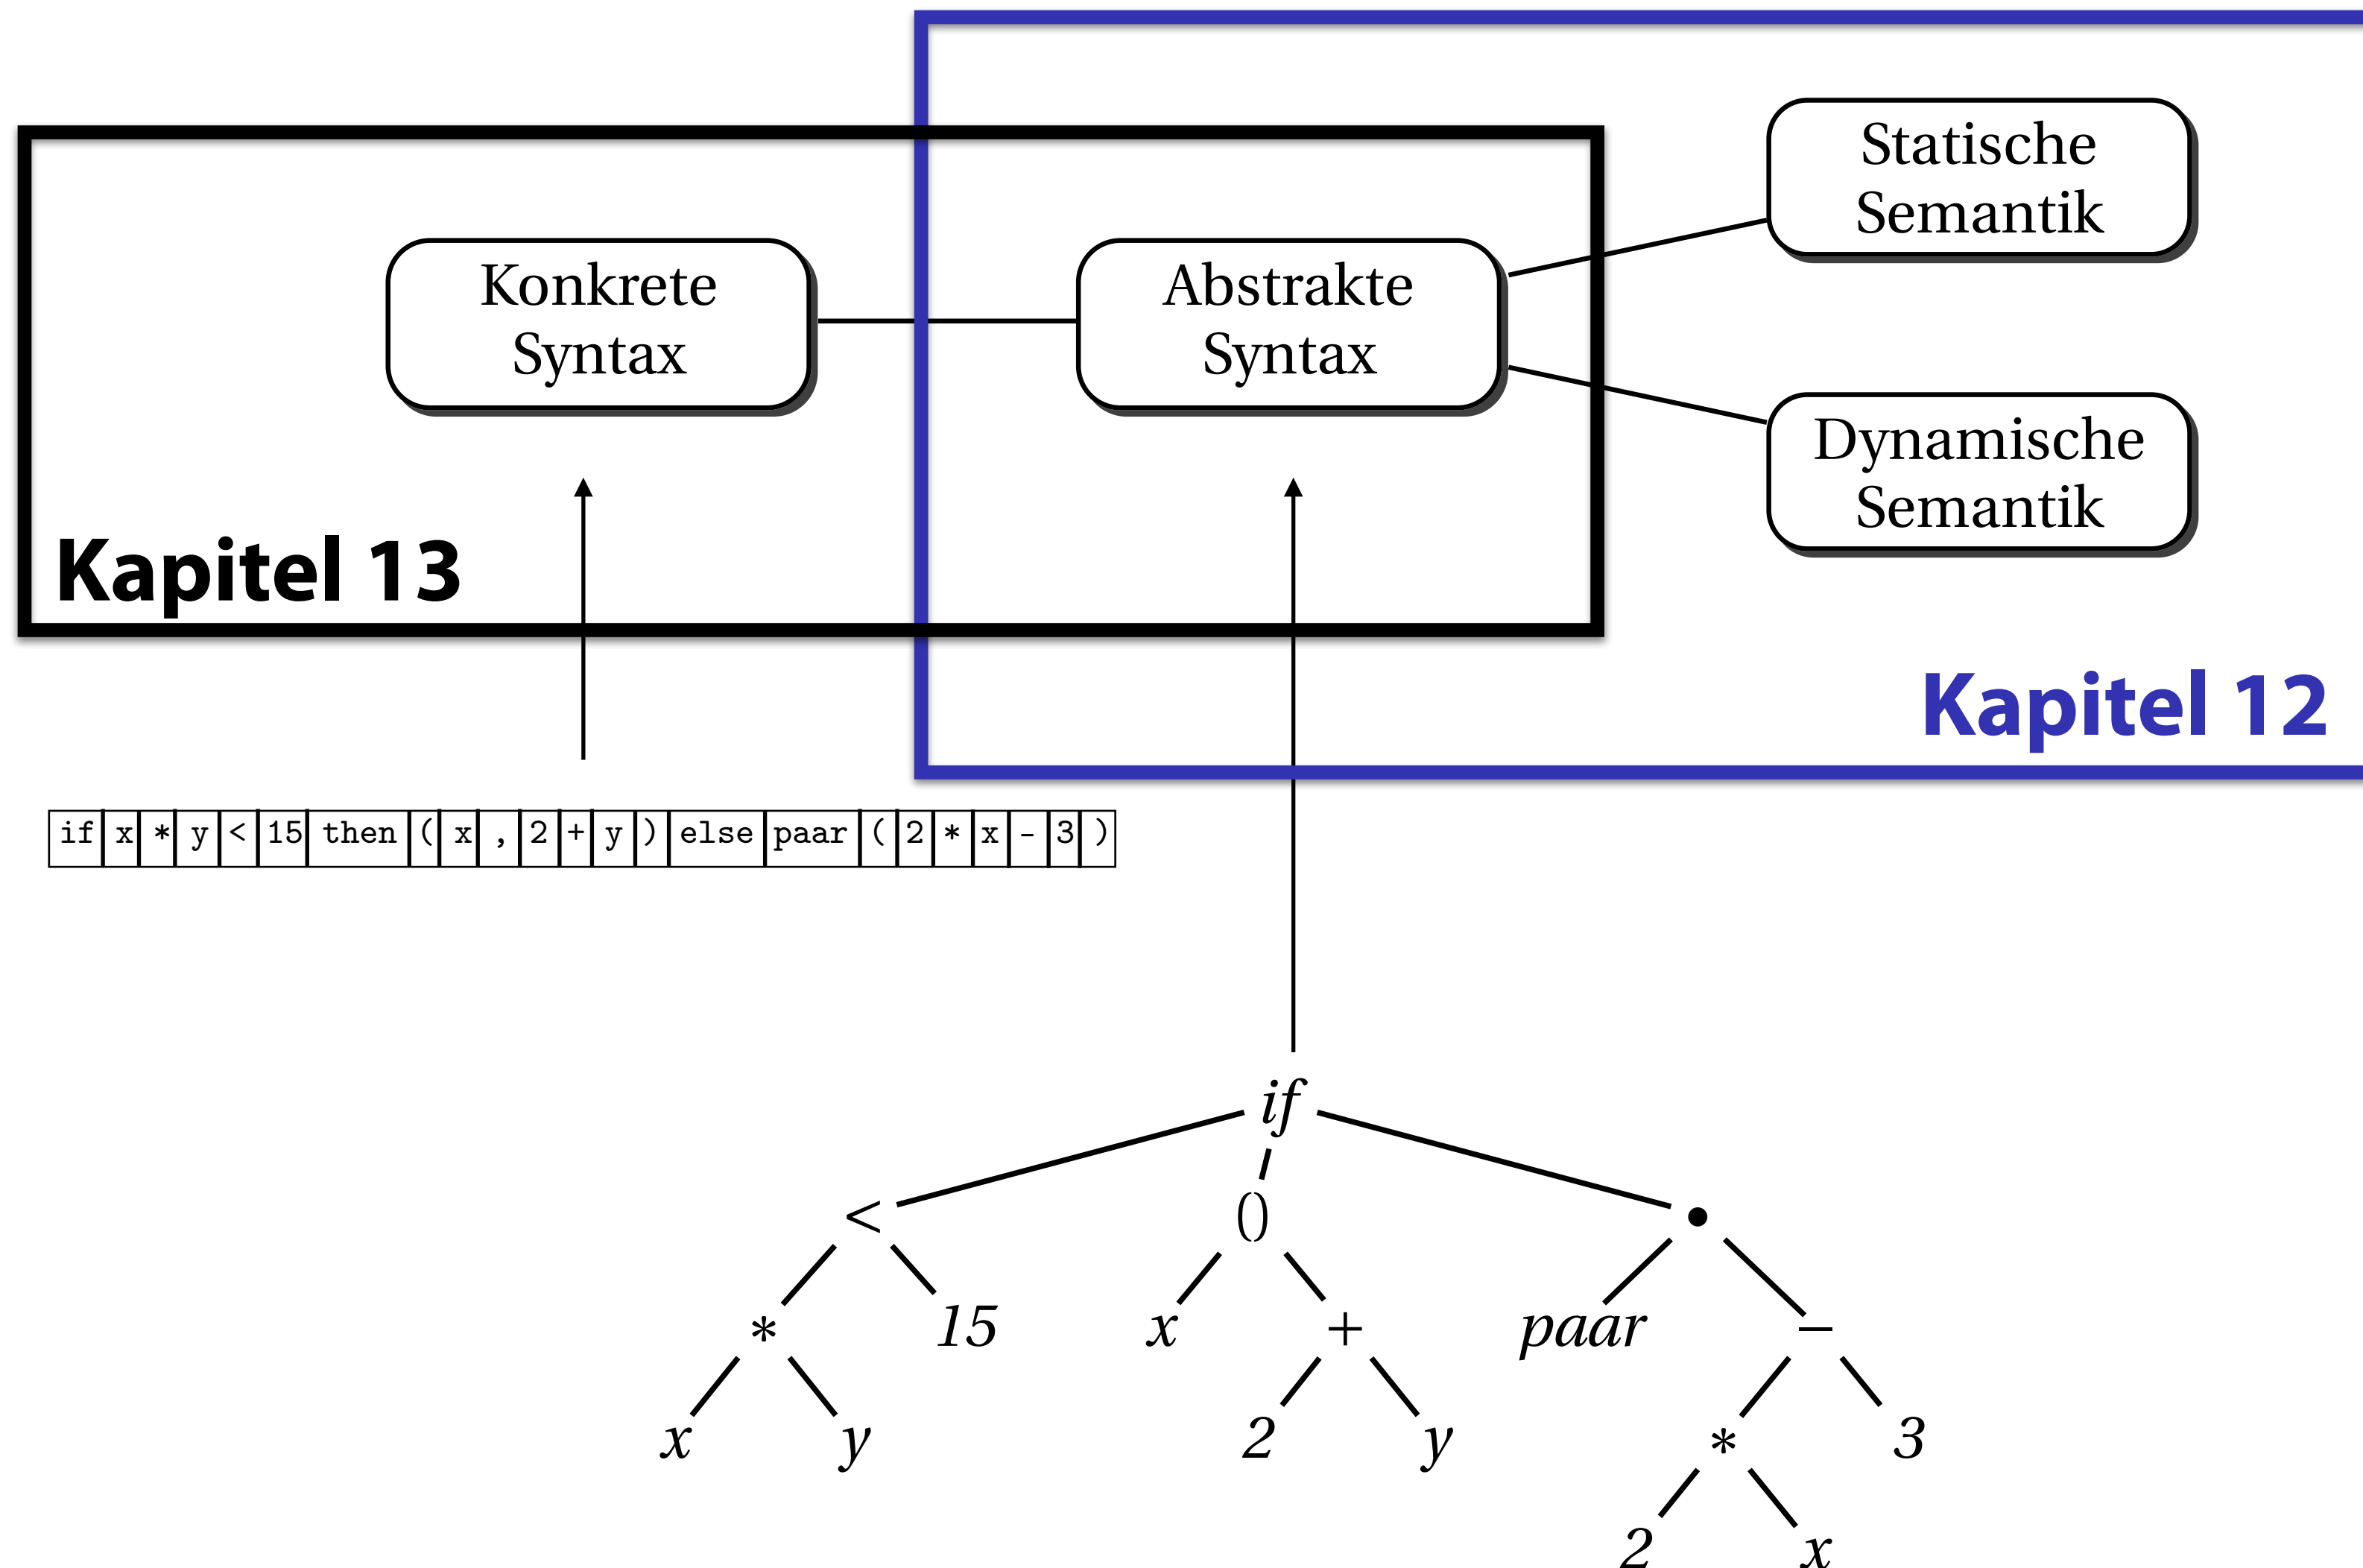 Statische
Semantik
Konkrete
Syntax
Abstrakte
Syntax
Dynamische
Semantik
Kapitel 13
Kapitel 12
if x * y < 15 then ( x , 2 + y ) else paar ( 2 * x - 3 )
if
< () •
* 15 x + paar −
x y 2 y * 3
2 x